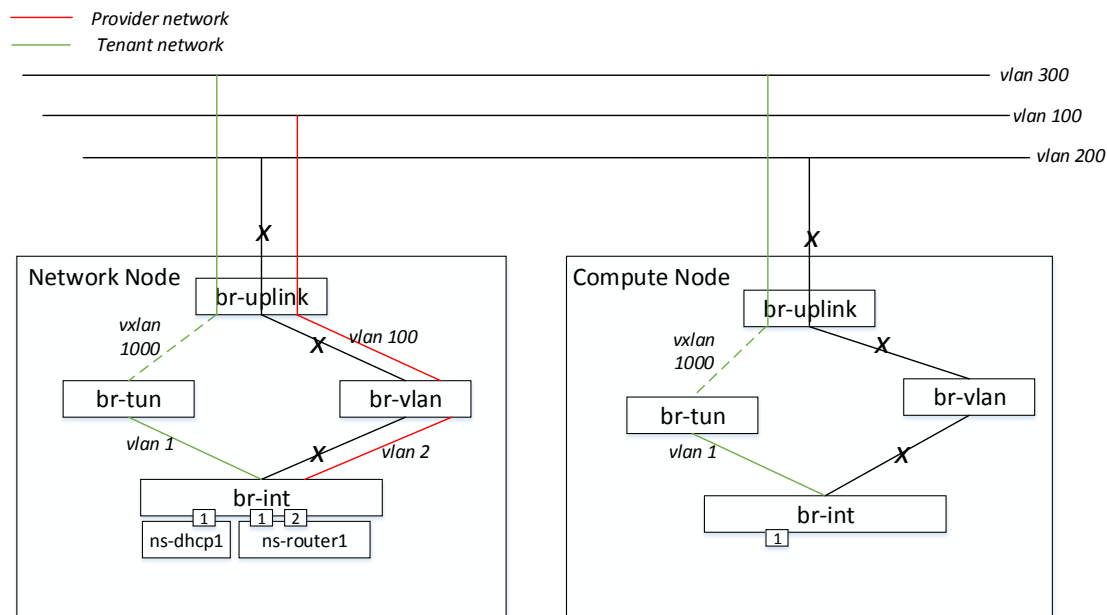 Provider network
Tenant network
vlan 300
vlan 100
vlan 200
X
X
Network Node
br-uplink
vxlan
1000
X
vlan 100
br-tun
br-vlan
vlan 1
X
vlan 2
br-int
1
1
2
ns-dhcp1
ns-router1
Compute Node
br-uplink
vxlan
1000
X
br-tun
br-vlan
vlan 1
X
br-int
1